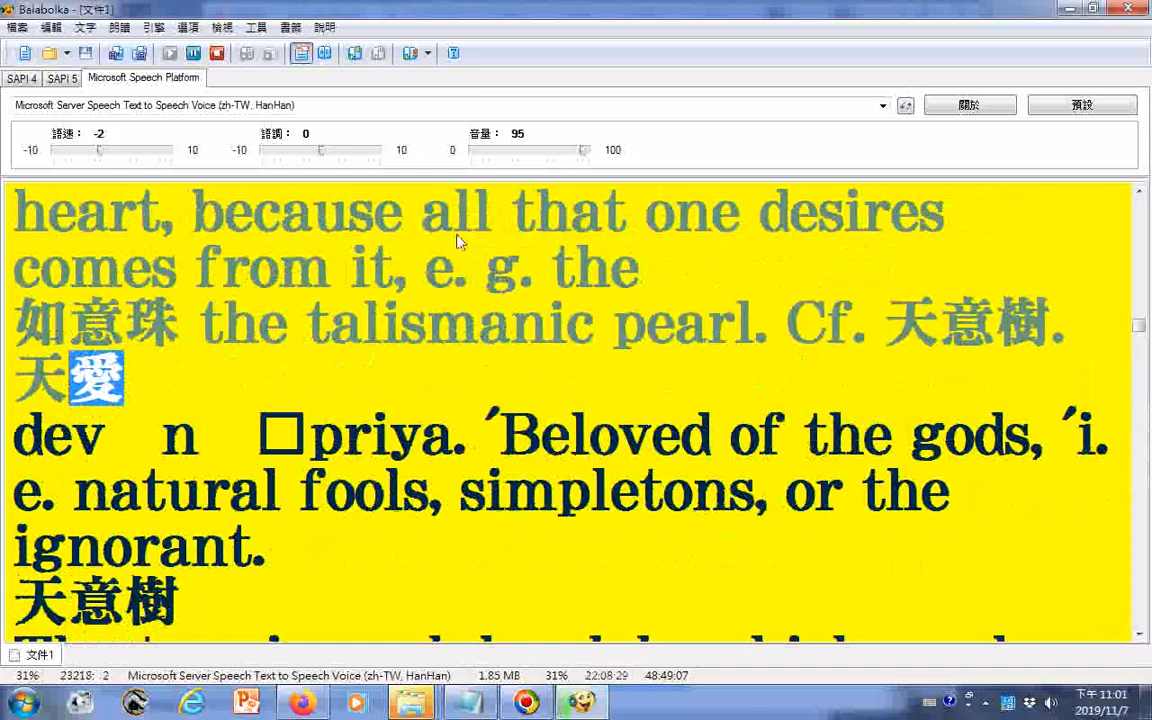 Balabolka - [文件1]
檔案 編輯 文字 朗讀 引擎 選項 檢視 工具 書籤 說明
SAPI 4 SAPI 5 Microsoft Speech Platform
Microsoft Server Speech Text to Speech Voice (zh-TW, HanHan) 關於 預設
語速： -2 語調： 0 音量： 95
-10 10 -10 10 0 100
heart, because all that one desires
comes from it, e. g. the
如意珠 the talismanic pearl. Cf. 天意樹.
天愛
dev n □priya. ´Beloved of the gods, ´i.
e. natural fools, simpletons, or the
ignorant.
天意樹
文件1
31% 23218: 2 Microsoft Server Speech Text to Speech Voice (zh-TW, HanHan) 1.85 MB 31% 22:08:29 48:49:07
下午 11:01
2019/11/7